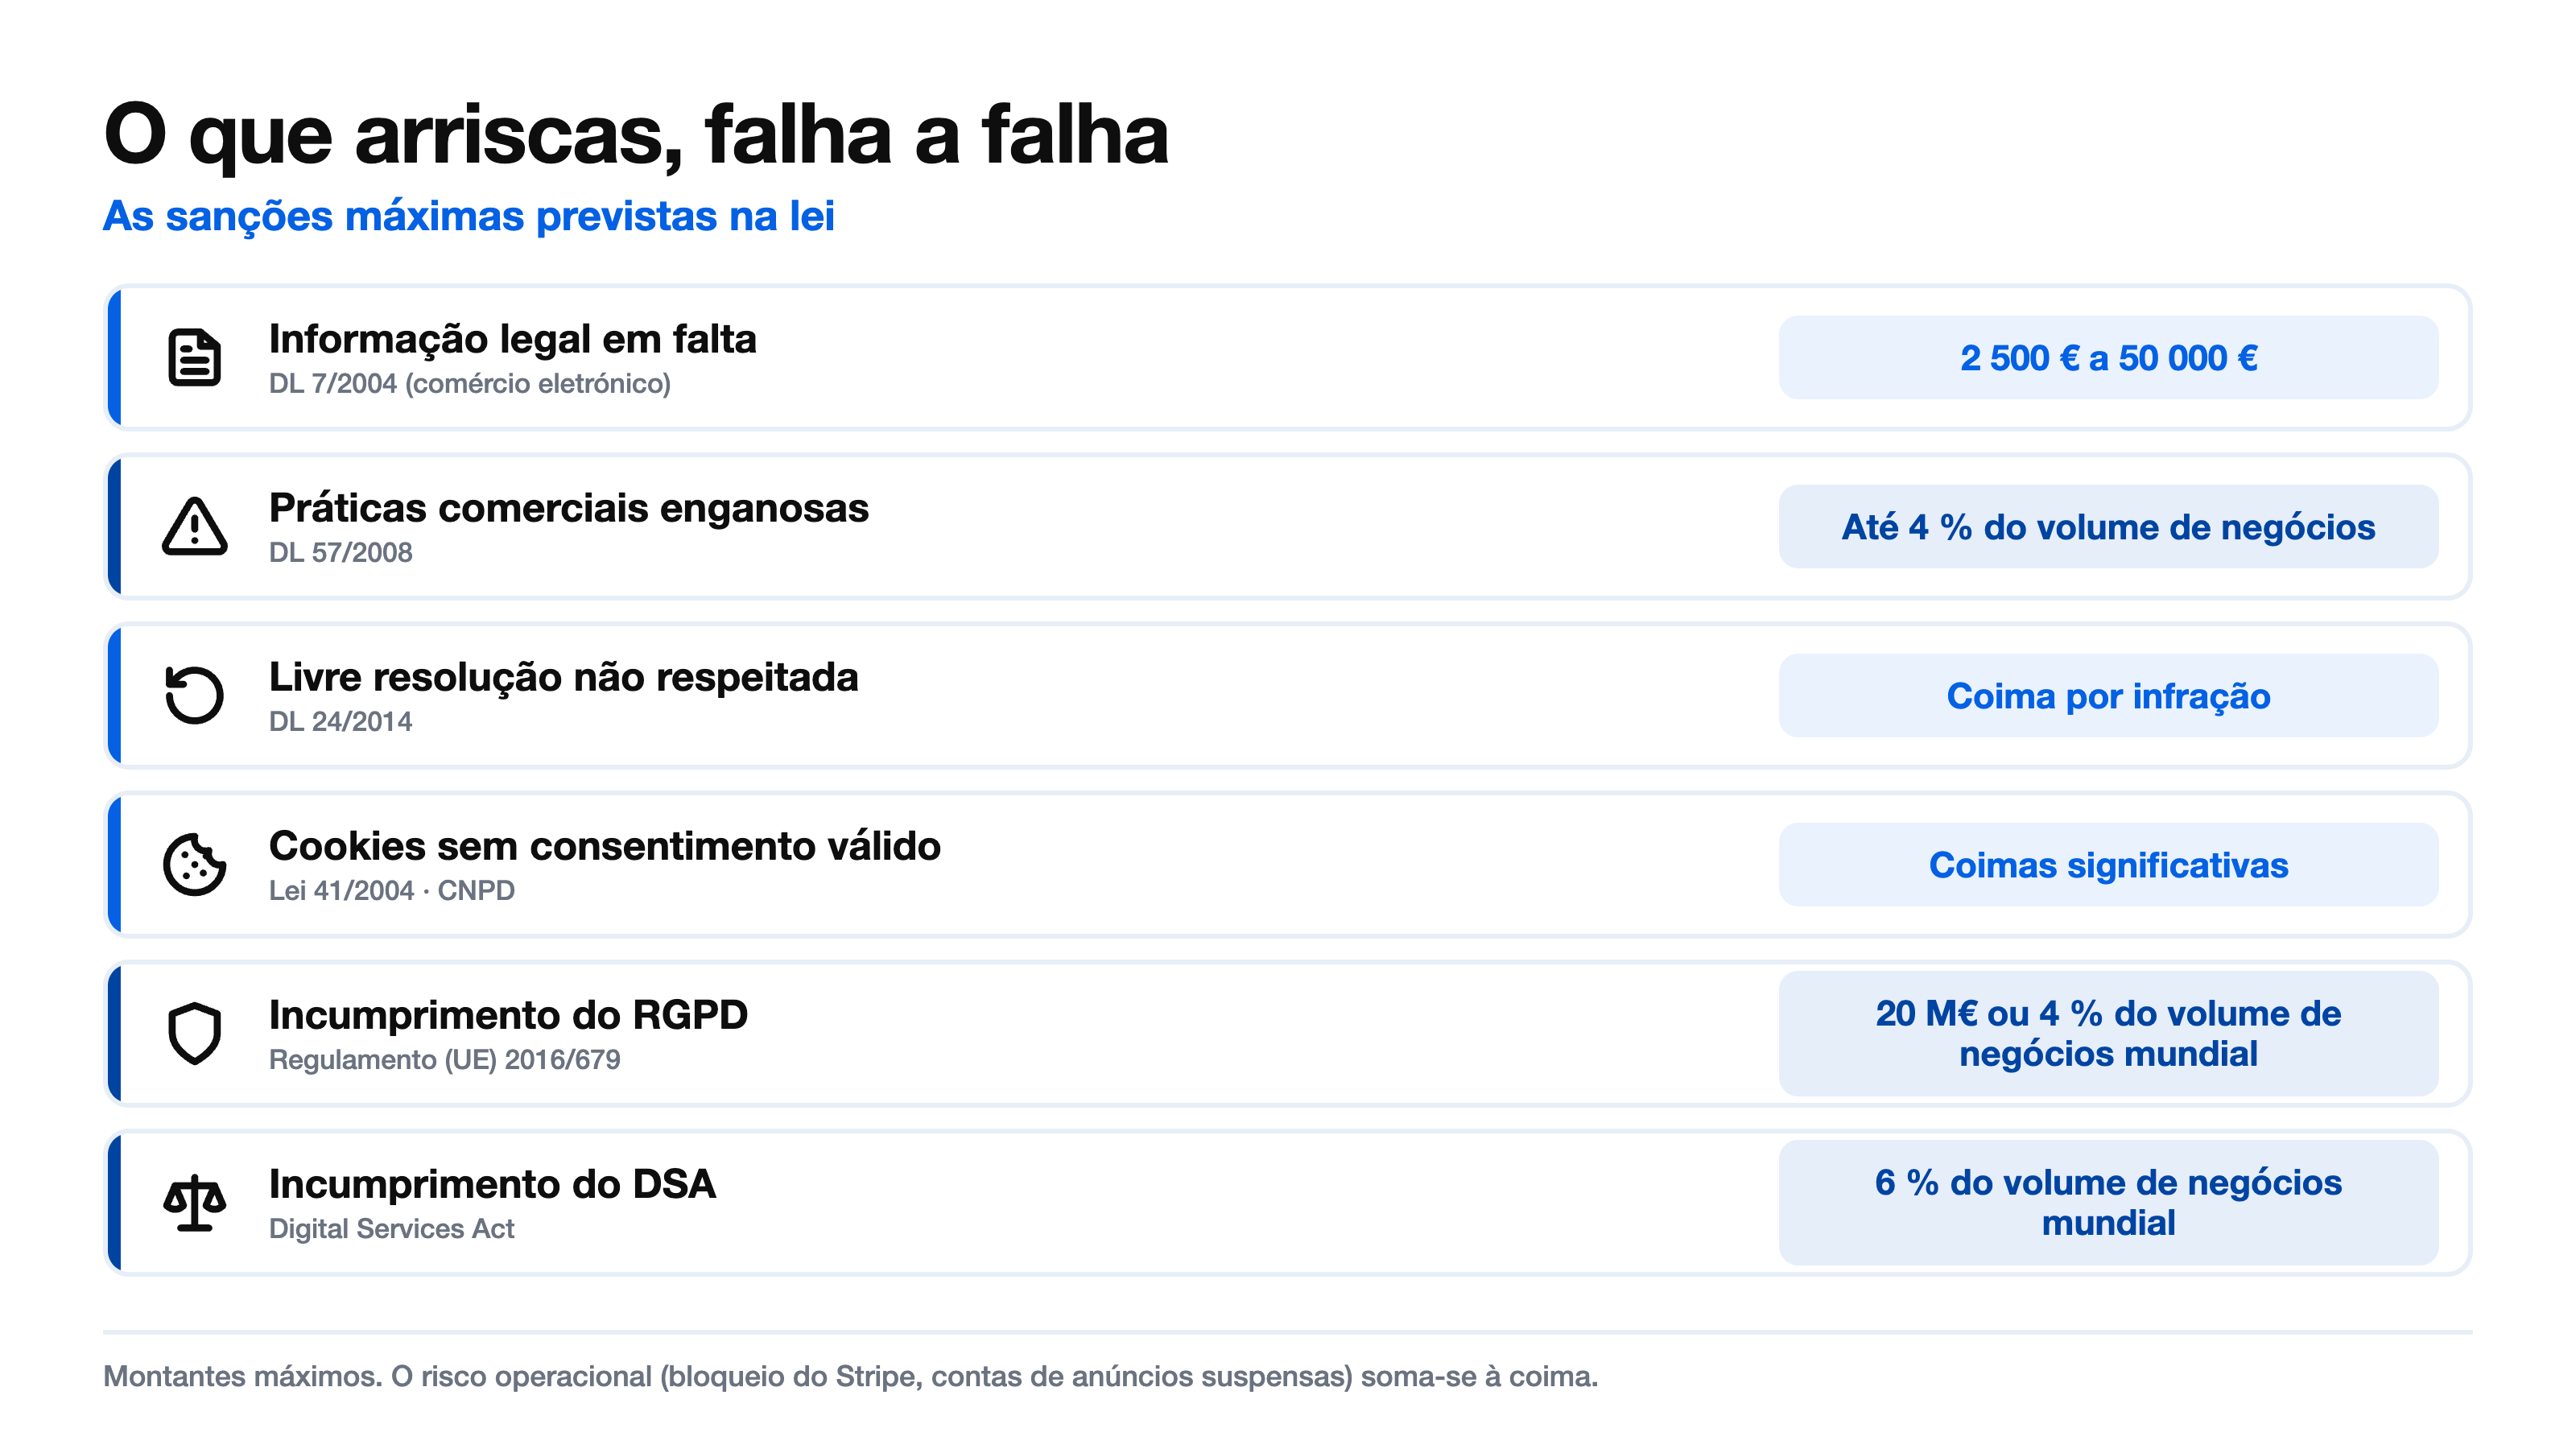 O que arriscas, falha a falha
As sanções máximas previstas na lei
Informação legal em falta
DL 7/2004 (comércio eletrónico)
2 500 € a 50 000 €
Práticas comerciais enganosas
DL 57/2008
Até 4 % do volume de negócios
Livre resolução não respeitada
DL 24/2014
Coima por infração
Cookies sem consentimento válido
Lei 41/2004 · CNPD
Coimas significativas
Incumprimento do RGPD
Regulamento (UE) 2016/679
20 M€ ou 4 % do volume de
negócios mundial
Incumprimento do DSA
Digital Services Act
6 % do volume de negócios
mundial
Montantes máximos. O risco operacional (bloqueio do Stripe, contas de anúncios suspensas) soma-se à coima.